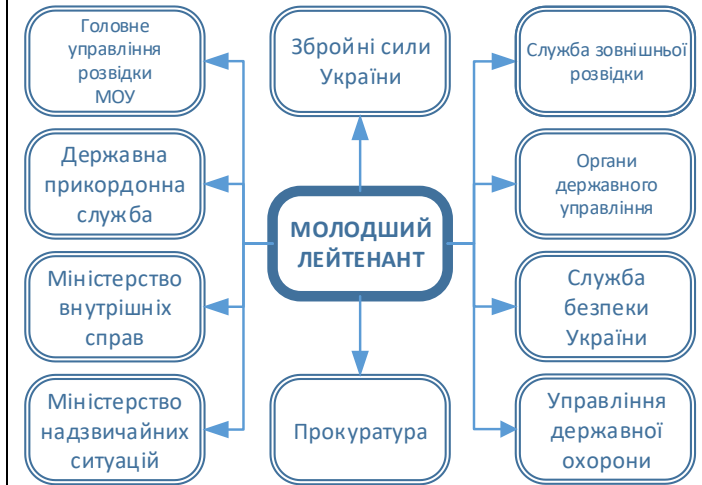 Головне
управління
розвідки
МОУ
Збройні сили
України
Служба зовнішньої
розвідки
Державна
прикордонна
служба
Органи
державного
управління
МОЛОДШИЙ
ЛЕЙТЕНАНТ
Міністерство
внутрішніх
справ
Служба
безпеки
України
Міністерство
надзвичайних
ситуацій
Прокуратура
Управління
державної
охорони